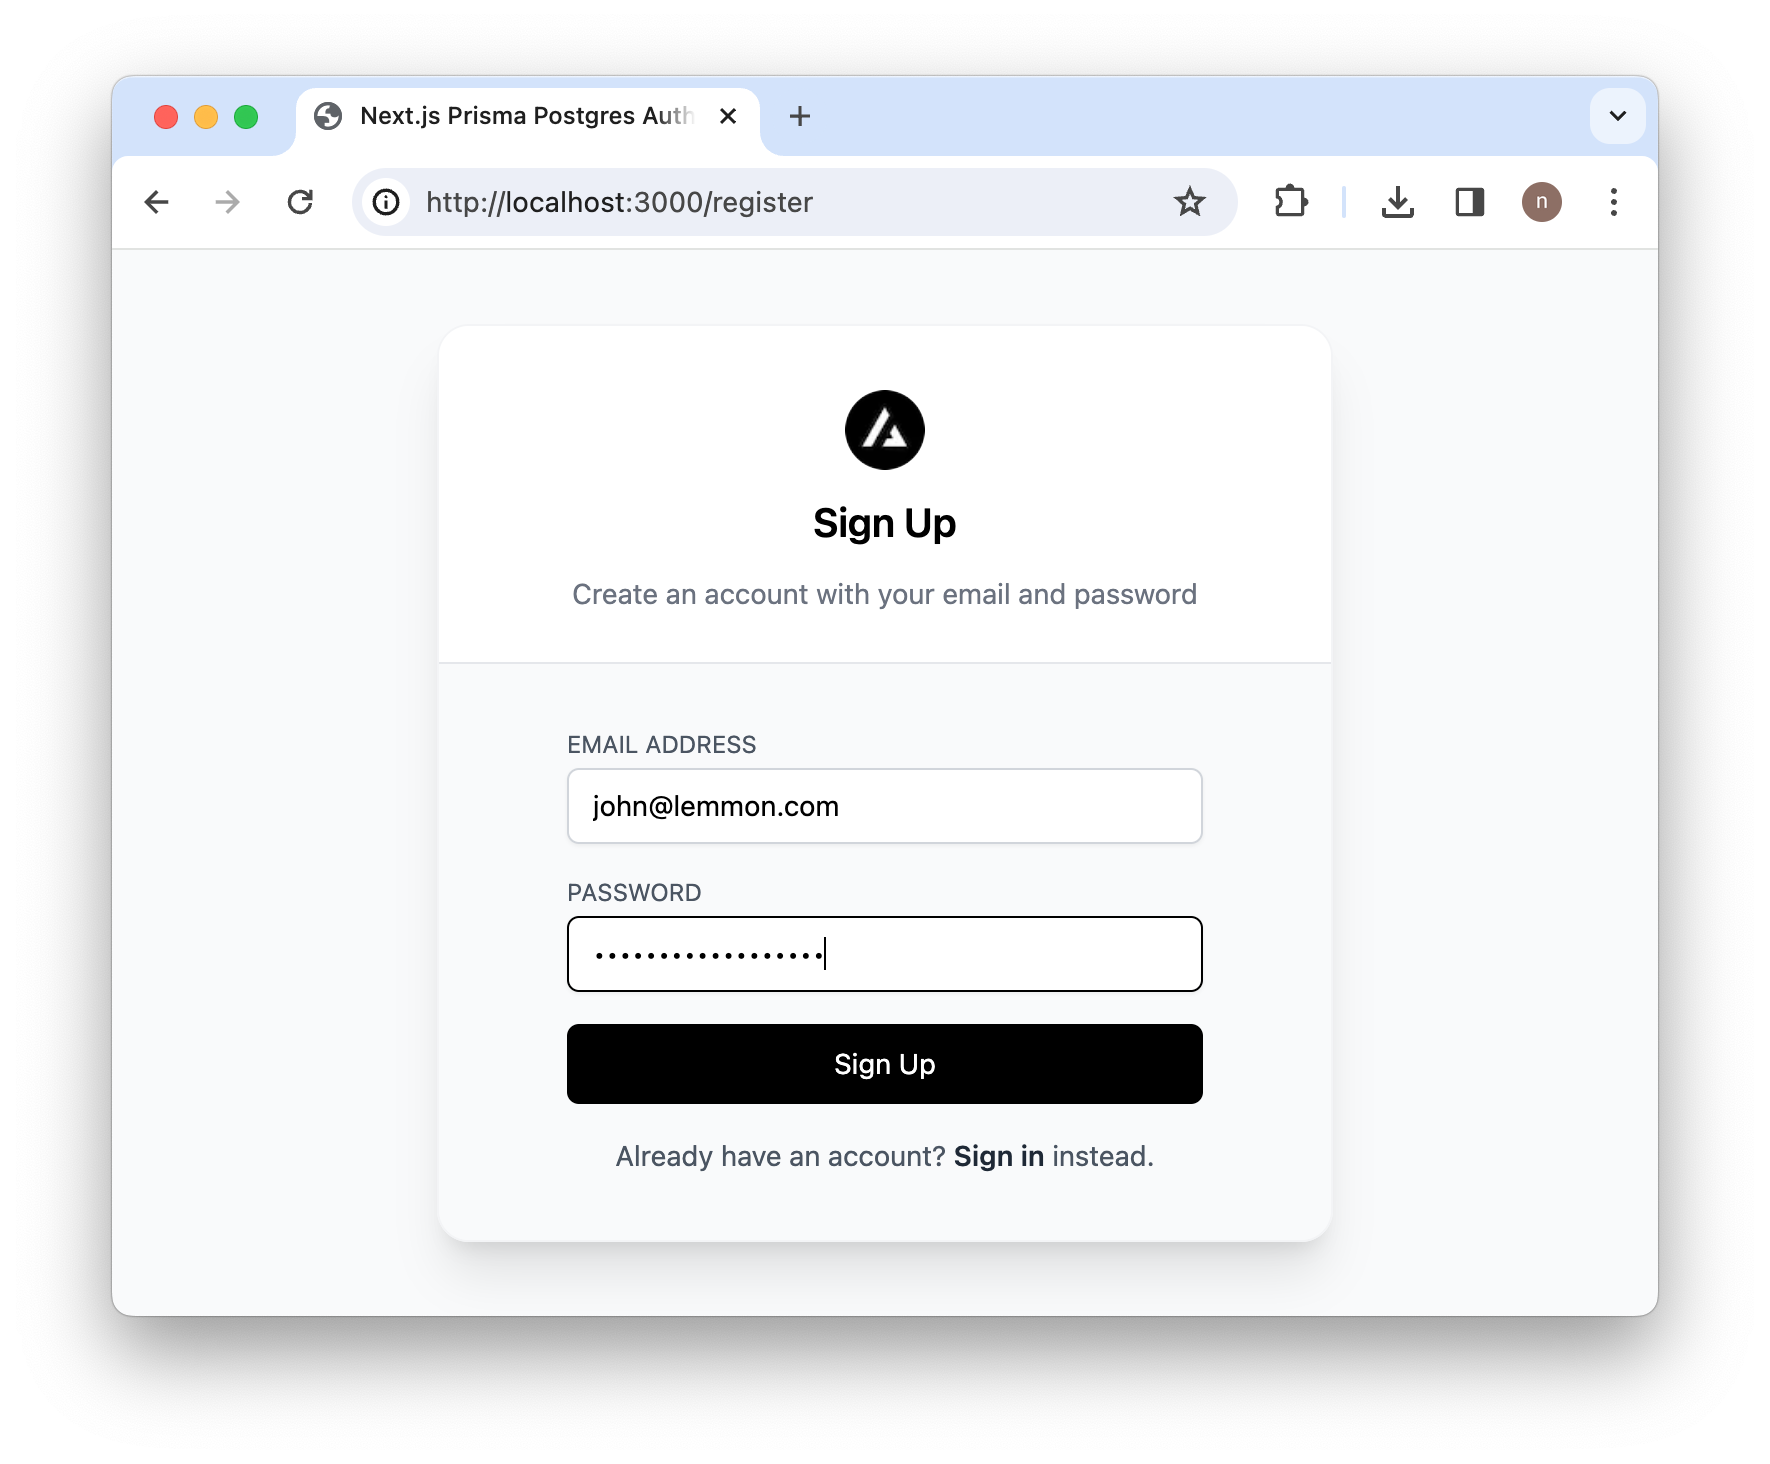 Next.js Prisma Postgres Auth
http://localhost:3000/register
n
Sign Up
Create an account with your email and password
EMAIL ADDRESS
john@lemmon.com
PASSWORD
••••••••••••••••••
Sign Up
Already have an account? Sign in instead.